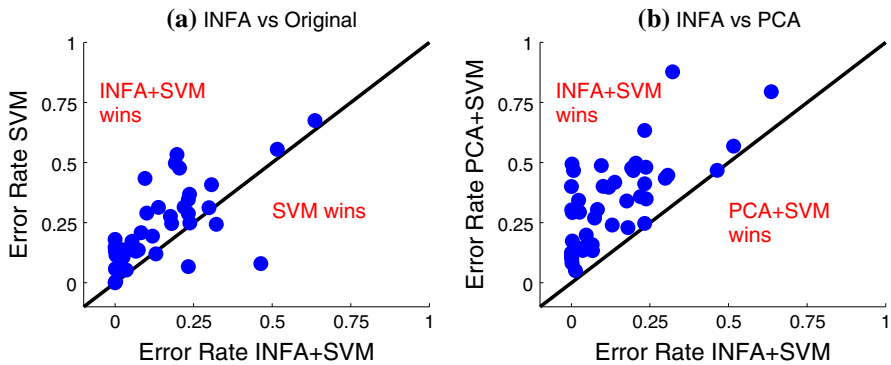 (a) INFA vs Original
1
0.75
0.5
0.25
0
Error Rate SVM
INFA+SVM
wins
SVM wins
0 0.25 0.5 0.75 1
Error Rate INFA+SVM
(b) INFA vs PCA
1
0.75
0.5
0.25
0
Error Rate PCA+SVM
INFA+SVM
wins
PCA+SVM
wins
0 0.25 0.5 0.75 1
Error Rate INFA+SVM